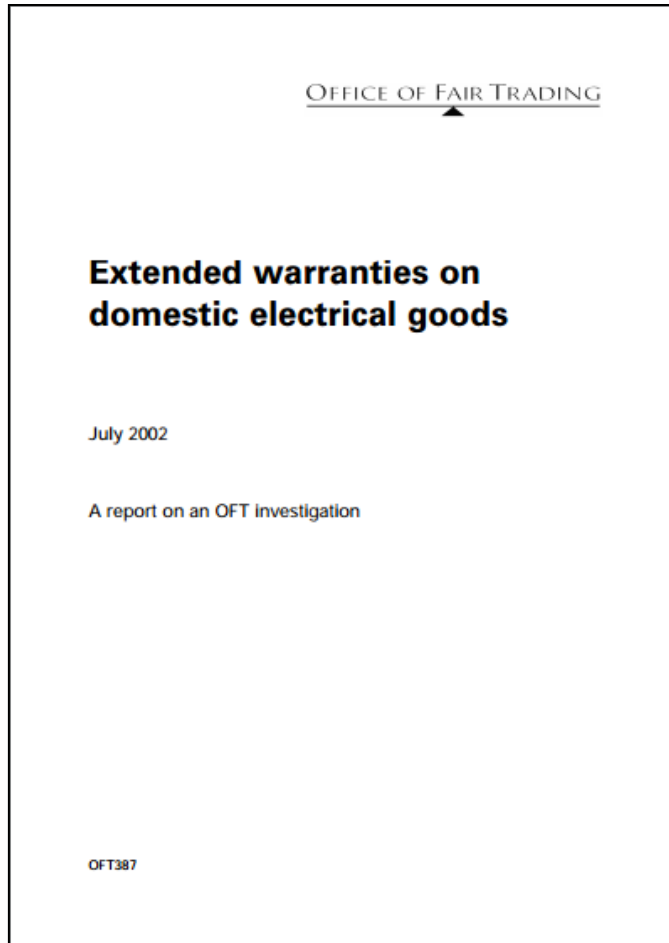 OFFICE OF FAIR TRADING
Extended warranties on
domestic electrical goods
July 2002
A report on an OFT investigation
OFT387